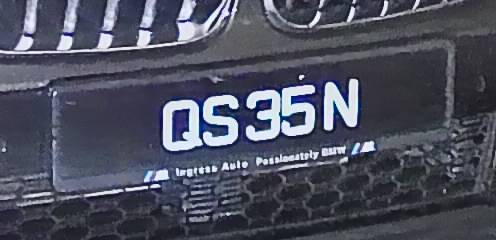 QS35N
Ingress Auto Passionately BMW